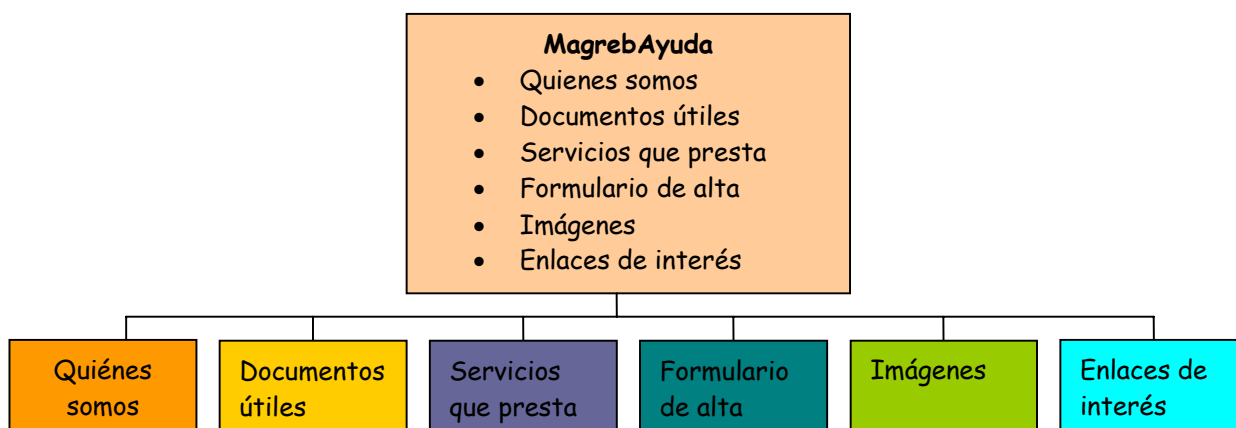 MagrebAyuda
• Quienes somos
• Documentos útiles
• Servicios que presta
• Formulario de alta
• Imágenes
• Enlaces de interés
Quiénes
somos
Documentos
útiles
Servicios
que presta
Formulario
de alta
Imágenes
Enlaces de
interés